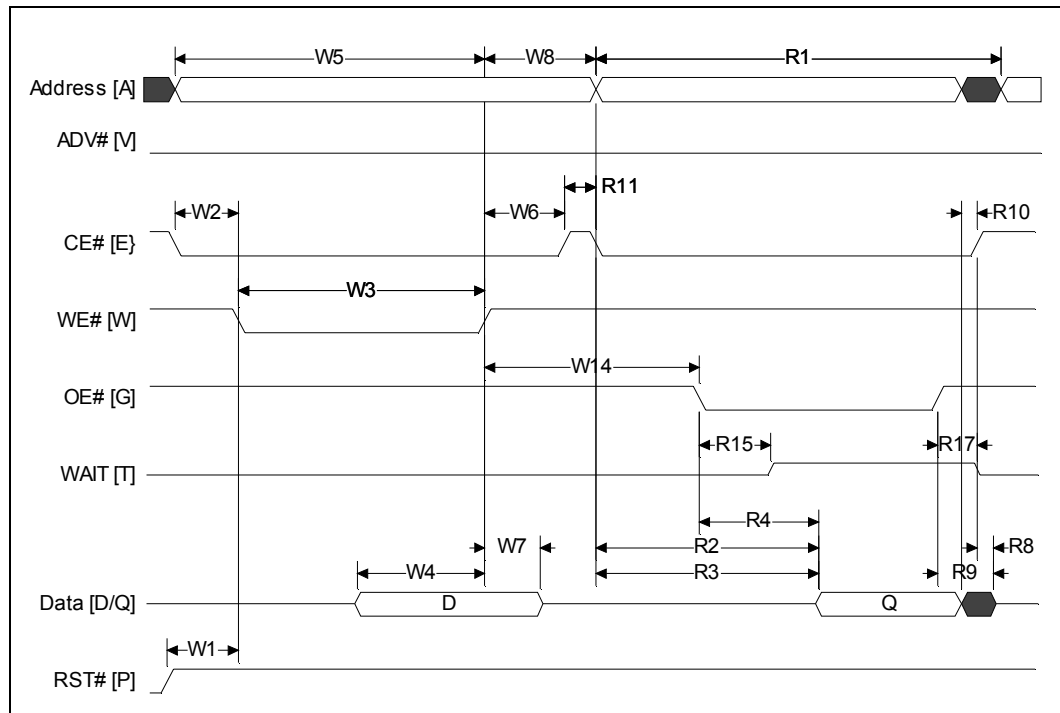 W5 W8 R1
Address [A]
ADV# [V]
R11
W2 W6 R10
CE# [E}
W3
WE# [W]
W14
OE# [G]
R15 R17
WAIT [T]
R4
W7 R2 R8
W4 R3 R9
Data [D/Q] D Q
W1
RST# [P]